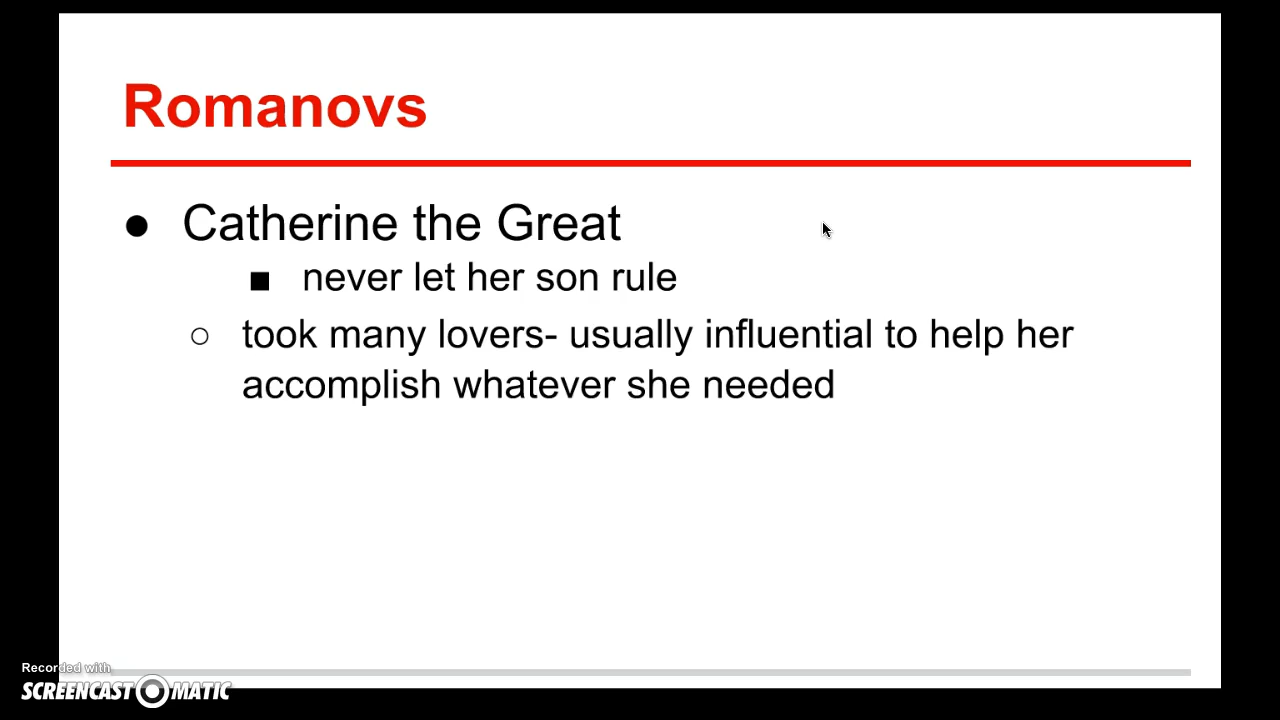 Romanovs
● Catherine the Great
■ never let her son rule
○ took many lovers- usually influential to help her
accomplish whatever she needed
Recorded with
SCREENCAST MATIC